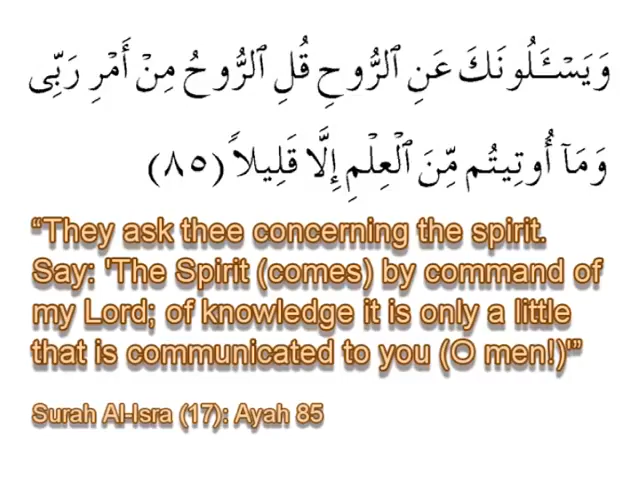 وَيَسْـَٔلُونَكَ عَنِ ٱلرُّوحِ قُلِ ٱلرُّوحُ مِنْ أَمْرِ رَبِّى
وَمَآ أُوتِيتُم مِّنَ ٱلْعِلْمِ إِلَّا قَلِيلاً (٨٥)
“They ask thee concerning the spirit.
Say: 'The Spirit (comes) by command of
my Lord; of knowledge it is only a little
that is communicated to you (O men!)'”
Surah Al-Isra (17): Ayah 85